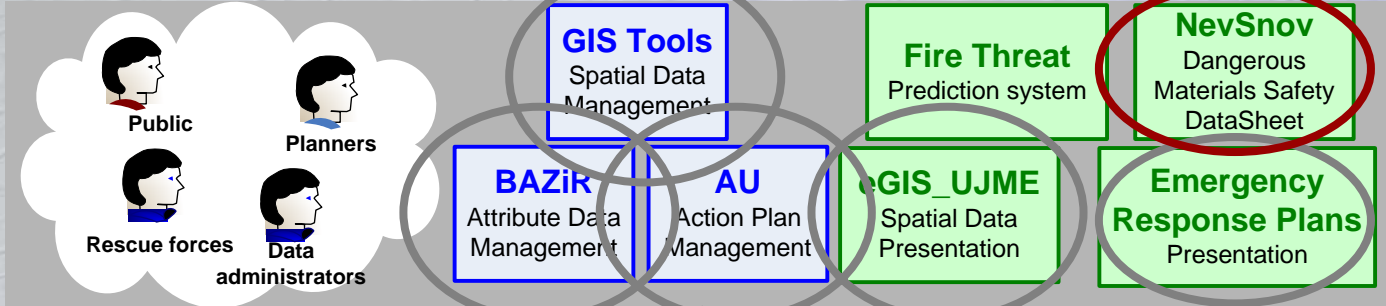 Public
Planners
Rescue forces
Data
administrators
GIS Tools
Spatial Data
Management
Fire Threat
Prediction system
NevSnov
Dangerous
Materials Safety
DataSheet
BAZiR
Attribute Data
Management
AU
Action Plan
Management
eGIS_UJME
Spatial Data
Presentation
Emergency
Response Plans
Presentation